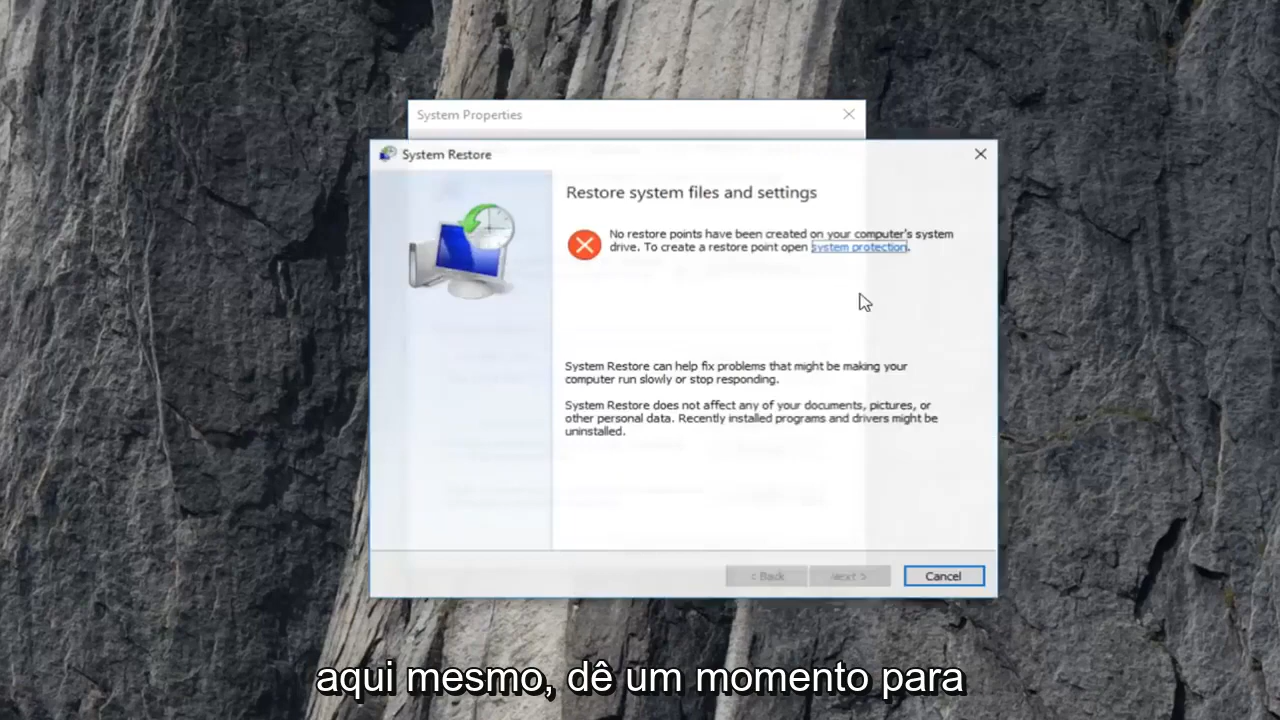 System Properties
System Restore
Restore system files and settings
No restore points have been created on your computer's system
drive. To create a restore point open system protection.
System Restore can help fix problems that might be making your
computer run slowly or stop responding.
System Restore does not affect any of your documents, pictures, or
other personal data. Recently installed programs and drivers might be
uninstalled.
< Back Next > Cancel
aqui mesmo, dê um momento para